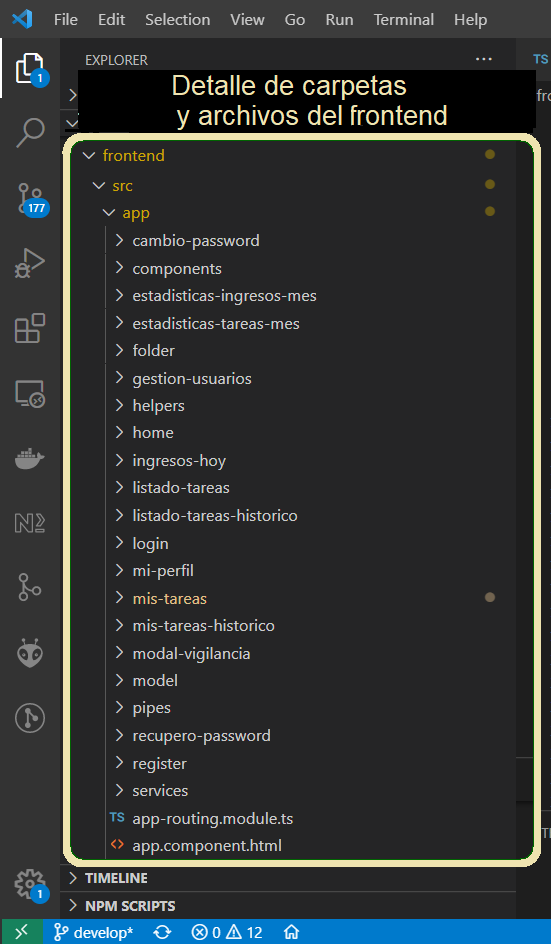 File Edit Selection View Go Run Terminal Help
EXPLORER ...
TS
Detalle de carpetas
y archivos del frontend
1
177
1
frontend
src
app
cambio-password
components
estadisticas-ingresos-mes
estadisticas-tareas-mes
folder
gestion-usuarios
helpers
home
ingresos-hoy
listado-tareas
listado-tareas-historico
login
mi-perfil
mis-tareas
mis-tareas-historico
modal-vigilancia
model
pipes
recupero-password
register
services
TS app-routing.module.ts
<> app.component.html
TIMELINE
NPM SCRIPTS
develop* 0 12